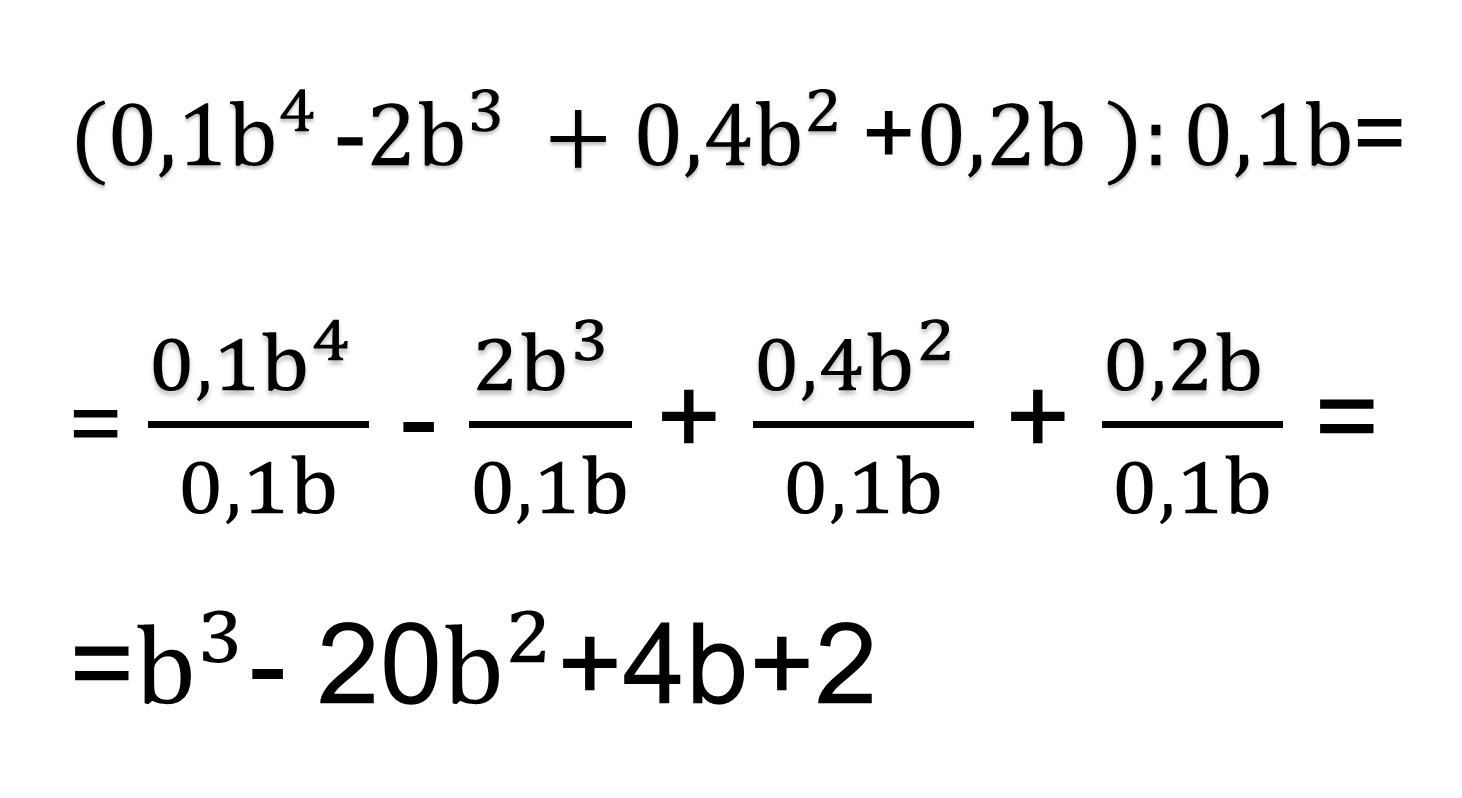 (0,1b⁴ -2b³ + 0,4b² +0,2b ): 0,1b=
= 0,1b⁴/0,1b - 2b³/0,1b + 0,4b²/0,1b + 0,2b/0,1b =
=b³- 20b²+4b+2